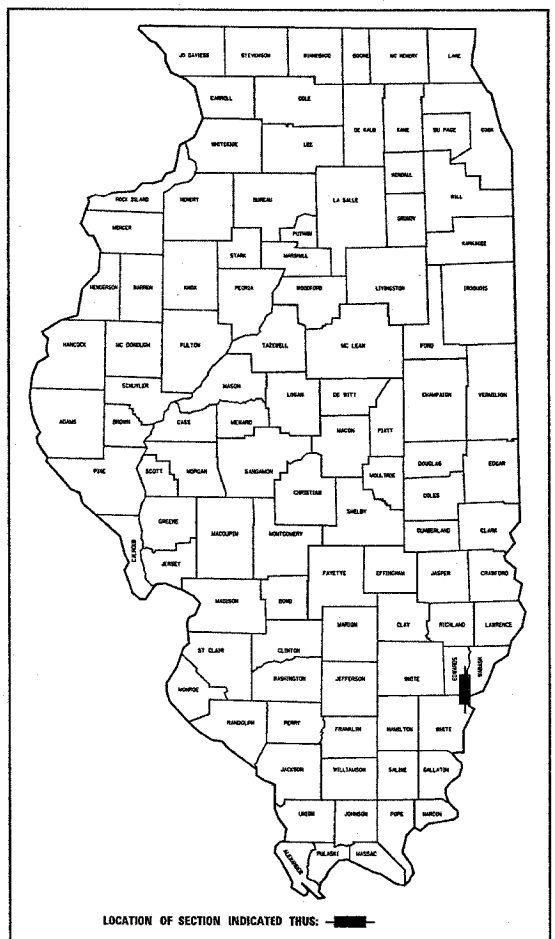 JO DAVIESS STEVENSON WINNEBAGO BOONE MC HENRY LAKE
CARROLL OGLE
DE KALB KANE DU PAGE COOK
WHITESIDE LEE
KENDALL
ROCK ISLAND HENRY BUREAU LA SALLE GRUNDY WILL
MERCER PUTNAM
KANKAKEE
STARK MARSHALL
HENDERSON WARREN KNOX PEORIA WOODFORD LIVINGSTON IROQUOIS
HANCOCK MC DONOUGH FULTON TAZEWELL MC LEAN FORD
SCHUYLER MASON
LOGAN DE WITT CHAMPAIGN VERMILION
ADAMS BROWN CASS MENARD MACON PIATT
PIKE SCOTT MORGAN SANGAMON DOUGLAS EDGAR
CHRISTIAN MOULTRIE COLES
GREENE MACOUPIN MONTGOMERY SHELBY CUMBERLAND CLARK
CALHOUN JERSEY FAYETTE EFFINGHAM JASPER CRAWFORD
MADISON BOND
MARION CLAY RICHLAND LAWRENCE
ST CLAIR CLINTON
WASHINGTON JEFFERSON EDWARDS WABASH
MONROE
RANDOLPH PERRY FRANKLIN HAMILTON WHITE
JACKSON WILLIAMSON SALINE GALLATON
UNION JOHNSON POPE HARDIN
ALEXANDER PULASKI MASSAC
LOCATION OF SECTION INDICATED THUS: